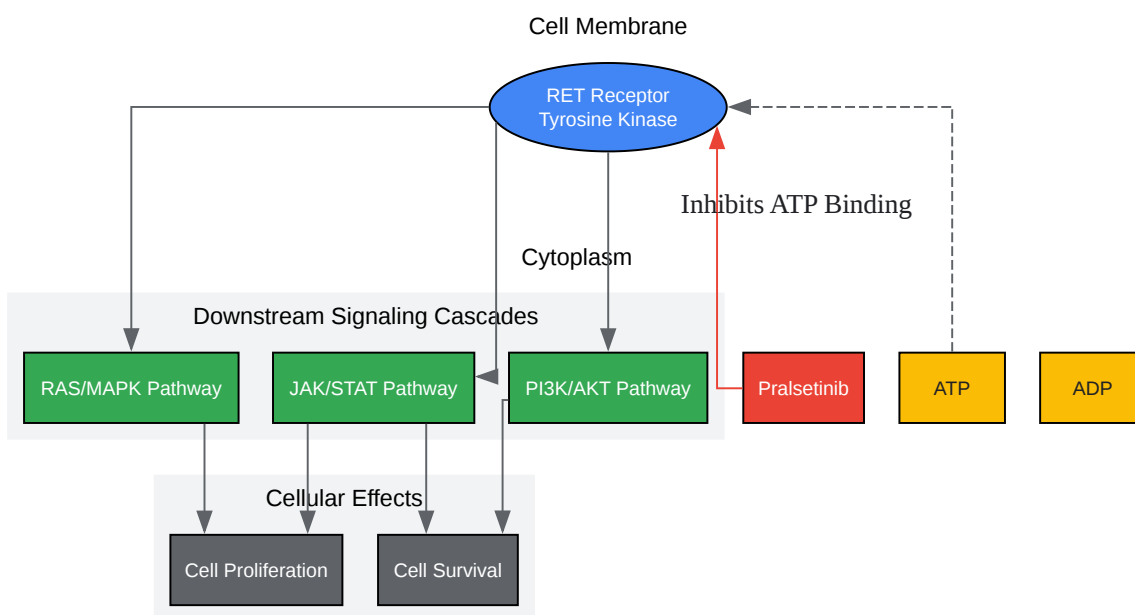 Cell Membrane
RET Receptor
Tyrosine Kinase
Inhibits ATP Binding
Cytoplasm
Downstream Signaling Cascades
RAS/MAPK Pathway
JAK/STAT Pathway
PI3K/AKT Pathway
Pralsetinib
ATP
ADP
Cellular Effects
Cell Proliferation
Cell Survival